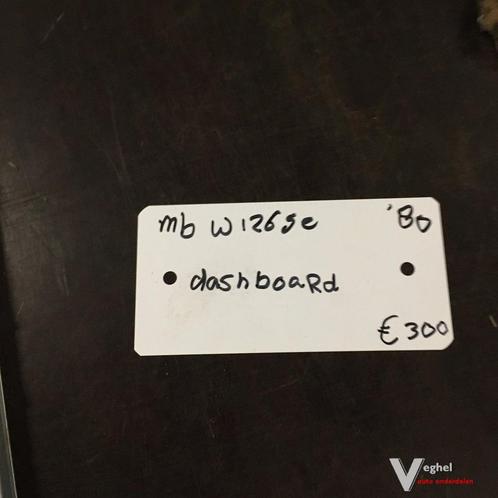 mb W126se '80
dashboaRd
€300
Veghel
auto onderdelen